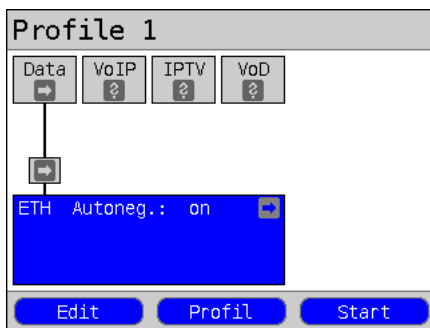 Profile 1
Data VoIP IPTV VoD
? ? ?
ETH Autoneg.: on
Edit Profil Start